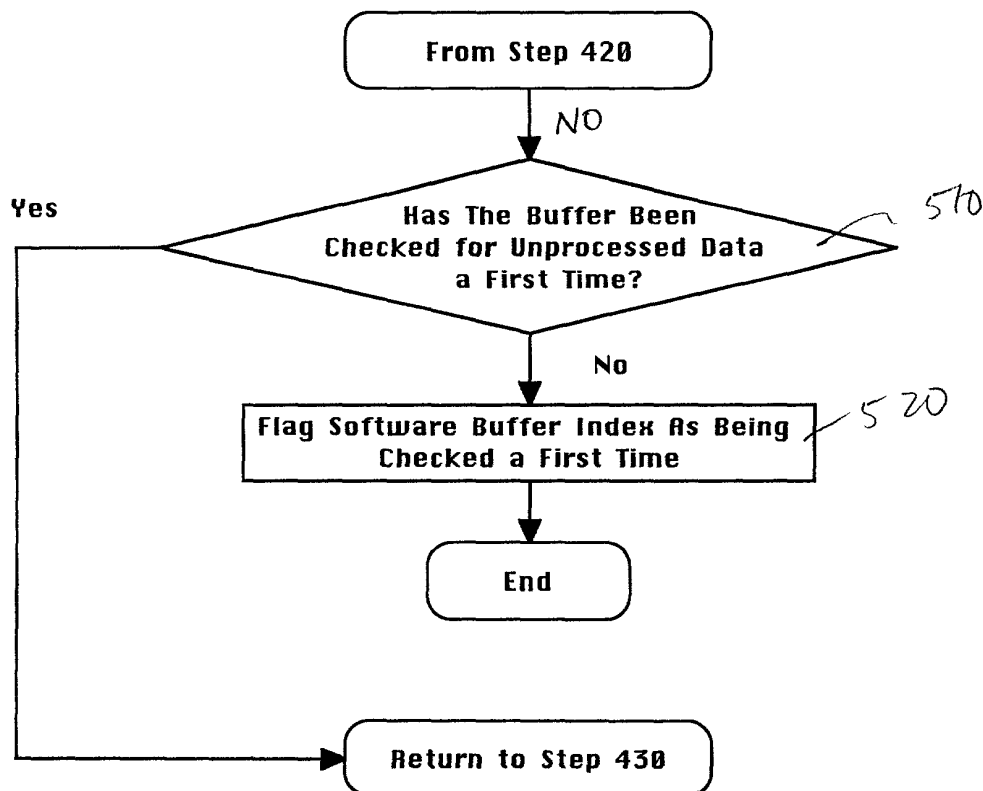 From Step 420
NO
Yes
Has The Buffer Been
Checked for Unprocessed Data
a First Time?
510
No
Flag Software Buffer Index As Being
Checked a First Time
520
End
Return to Step 430